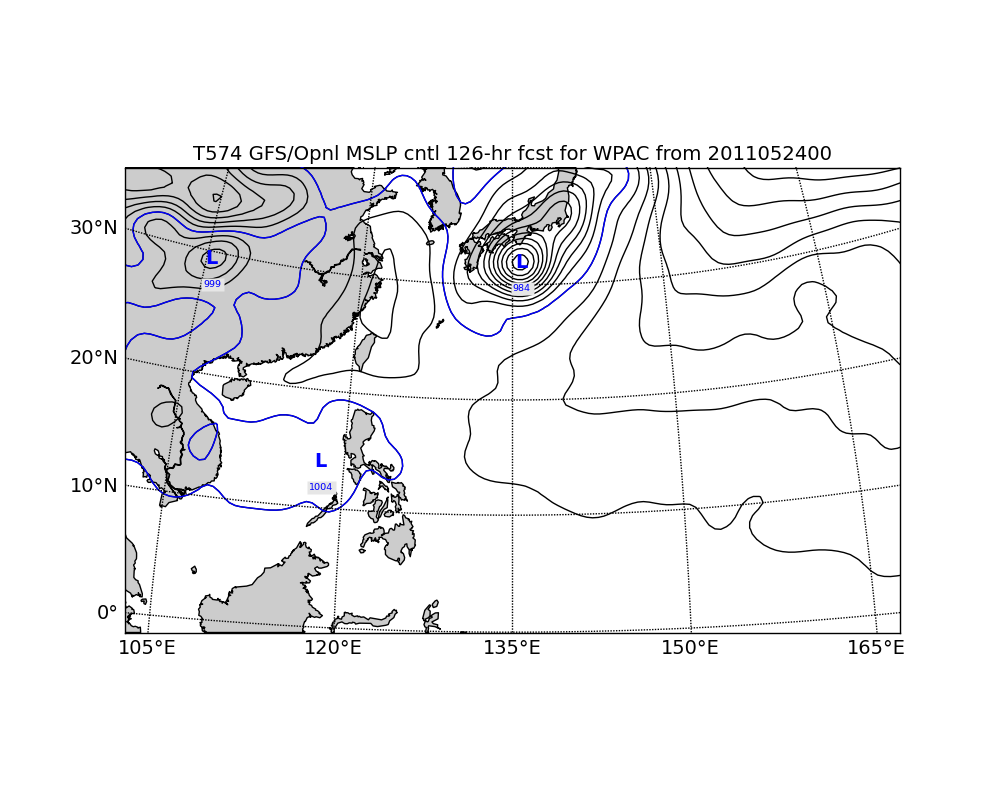 T574 GFS/Opnl MSLP cntl 126-hr fcst for WPAC from 2011052400
30°N
L
L
999
984
20°N
L
10°N
1004
0°
105°E 120°E 135°E 150°E 165°E